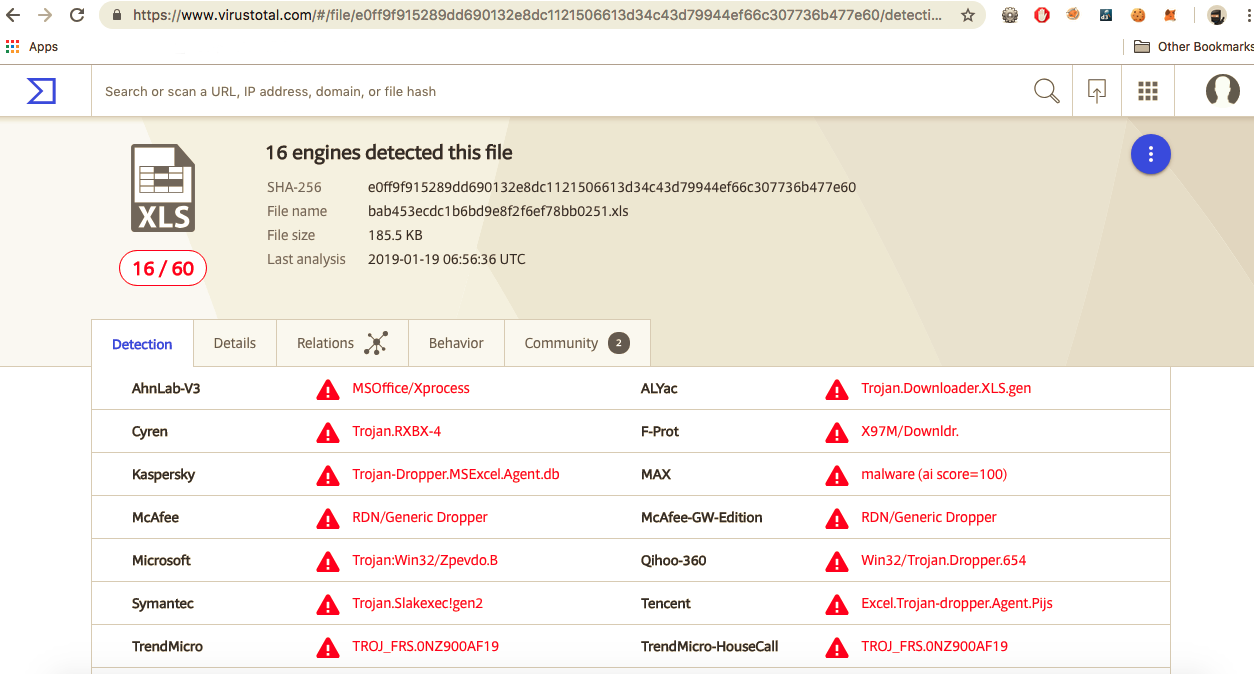 https://www.virustotal.com/#/file/e0ff9f915289dd690132e8dc1121506613d34c43d79944ef66c307736b477e60/detecti...
Apps
Other Bookmarks
Search or scan a URL, IP address, domain, or file hash
XLS
16 / 60
16 engines detected this file
SHA-256 e0ff9f915289dd690132e8dc1121506613d34c43d79944ef66c307736b477e60
File name bab453ecdc1b6bd9e8f2f6ef78bb0251.xls
File size 185.5 KB
Last analysis 2019-01-19 06:56:36 UTC
Detection Details Relations Behavior Community 2
AhnLab-V3 MSOffice/Xprocess ALYac Trojan.Downloader.XLS.gen
Cyren Trojan.RXBX-4 F-Prot X97M/Downldr.
Kaspersky Trojan-Dropper.MSExcel.Agent.db MAX malware (ai score=100)
McAfee RDN/Generic Dropper McAfee-GW-Edition RDN/Generic Dropper
Microsoft Trojan:Win32/Zpevdo.B Qihoo-360 Win32/Trojan.Dropper.654
Symantec Trojan.Slakexec!gen2 Tencent Excel.Trojan-dropper.Agent.Pijs
TrendMicro TROJ_FRS.0NZ900AF19 TrendMicro-HouseCall TROJ_FRS.0NZ900AF19